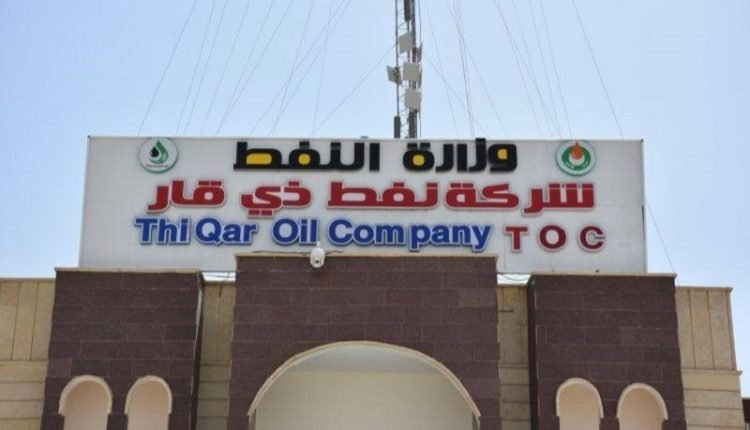 وزارة النفط
شركة نفط ذي قار
Thi Qar Oil Company TOC